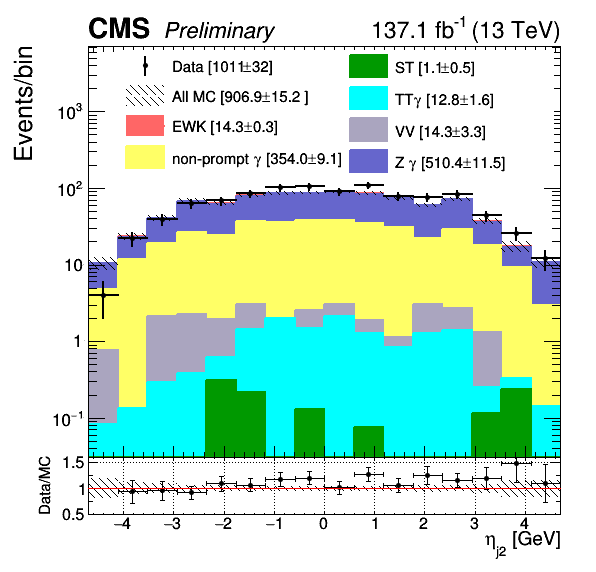 CMS Preliminary 137.1 fb⁻¹ (13 TeV)
Events/bin
Data [1011±32]
All MC [906.9±15.2 ]
EWK [14.3±0.3]
non-prompt γ [354.0±9.1]
ST [1.1±0.5]
TTγ [12.8±1.6]
VV [14.3±3.3]
Z γ [510.4±11.5]
10³
10²
10
1
10⁻¹
Data/MC
1.5
1
0.5
−4 −3 −2 −1 0 1 2 3 4
η_j2 [GeV]